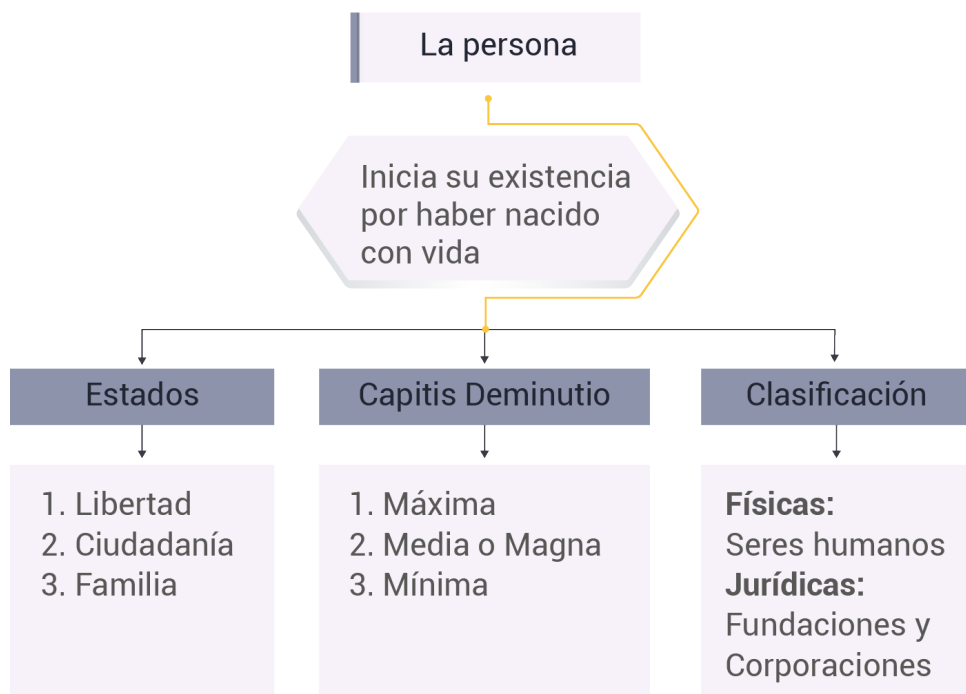 La persona
Inicia su existencia
por haber nacido
con vida
Estados
1. Libertad
2. Ciudadanía
3. Familia
Capitis Deminutio
1. Máxima
2. Media o Magna
3. Mínima
Clasificación
Físicas:
Seres humanos
Jurídicas:
Fundaciones y
Corporaciones